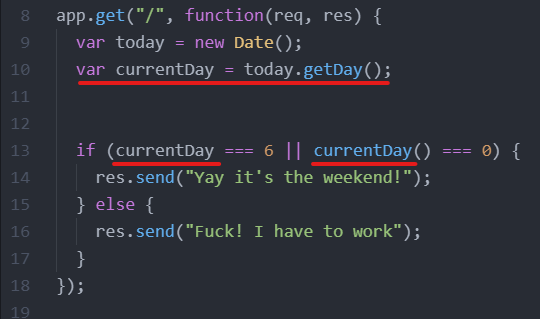 8 app.get("/", function(req, res) {
9 var today = new Date();
10 var currentDay = today.getDay();
11
12
13 if (currentDay === 6 || currentDay() === 0) {
14 res.send("Yay it's the weekend!");
15 } else {
16 res.send("Fuck! I have to work");
17 }
18 });
19